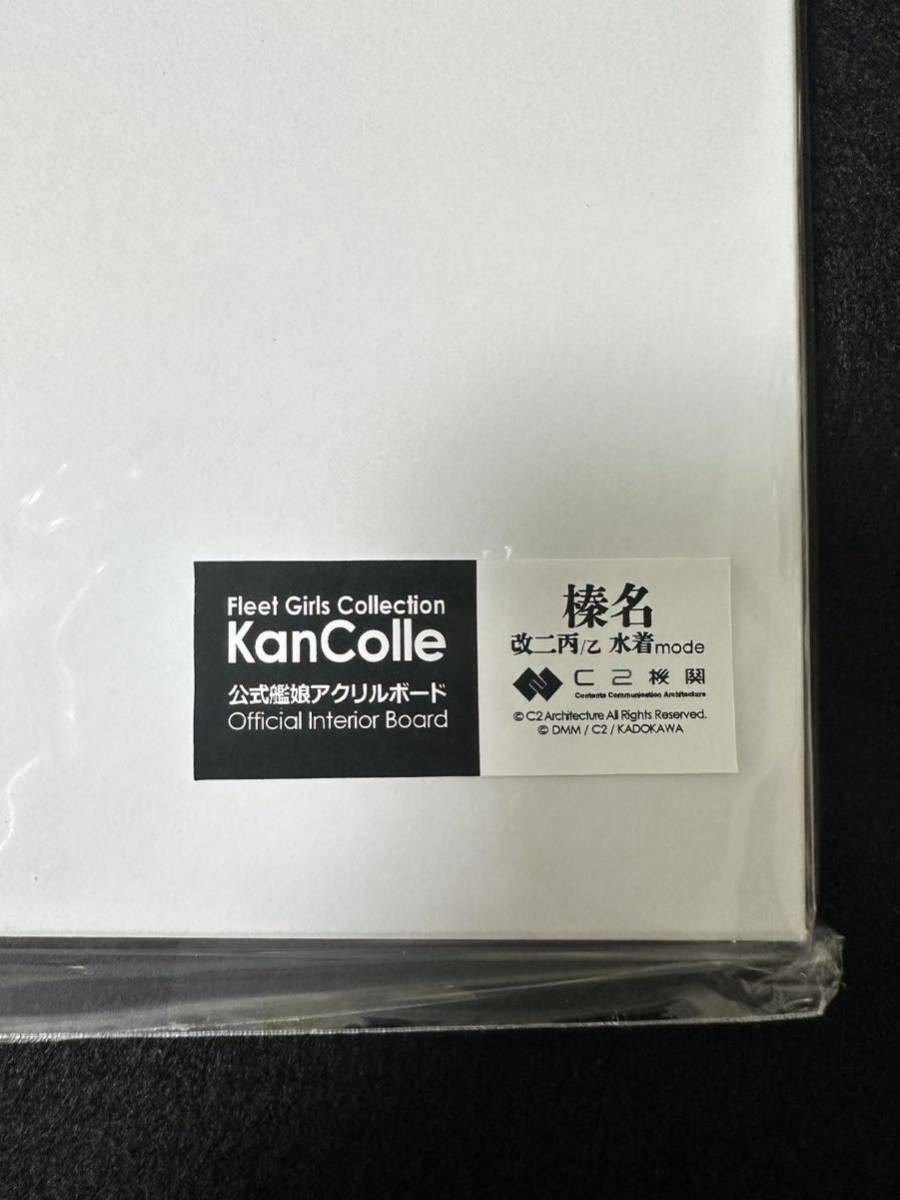 Fleet Girls Collection
KanColle
公式艦娘アクリルボード
Official Interior Board
榛名
改二丙/乙 水着mode
C2機関
Contents Communication Architecture
© C2 Architecture All Rights Reserved.
© DMM / C2 / KADOKAWA